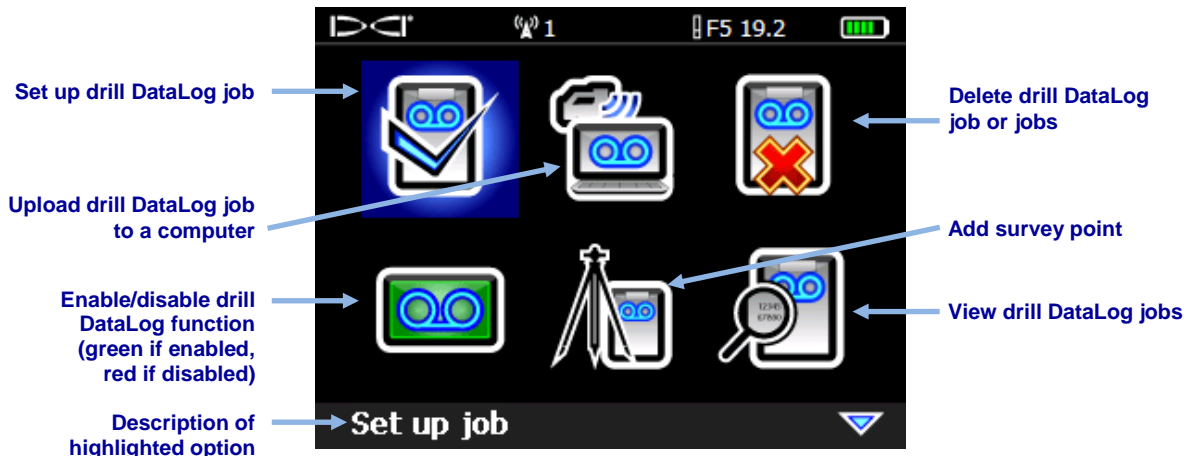 1
F5 19.2
Set up drill DataLog job
Upload drill DataLog job
to a computer
Enable/disable drill
DataLog function
(green if enabled,
red if disabled)
Description of
highlighted option
Delete drill DataLog
job or jobs
Add survey point
View drill DataLog jobs
12345
67890
Set up job